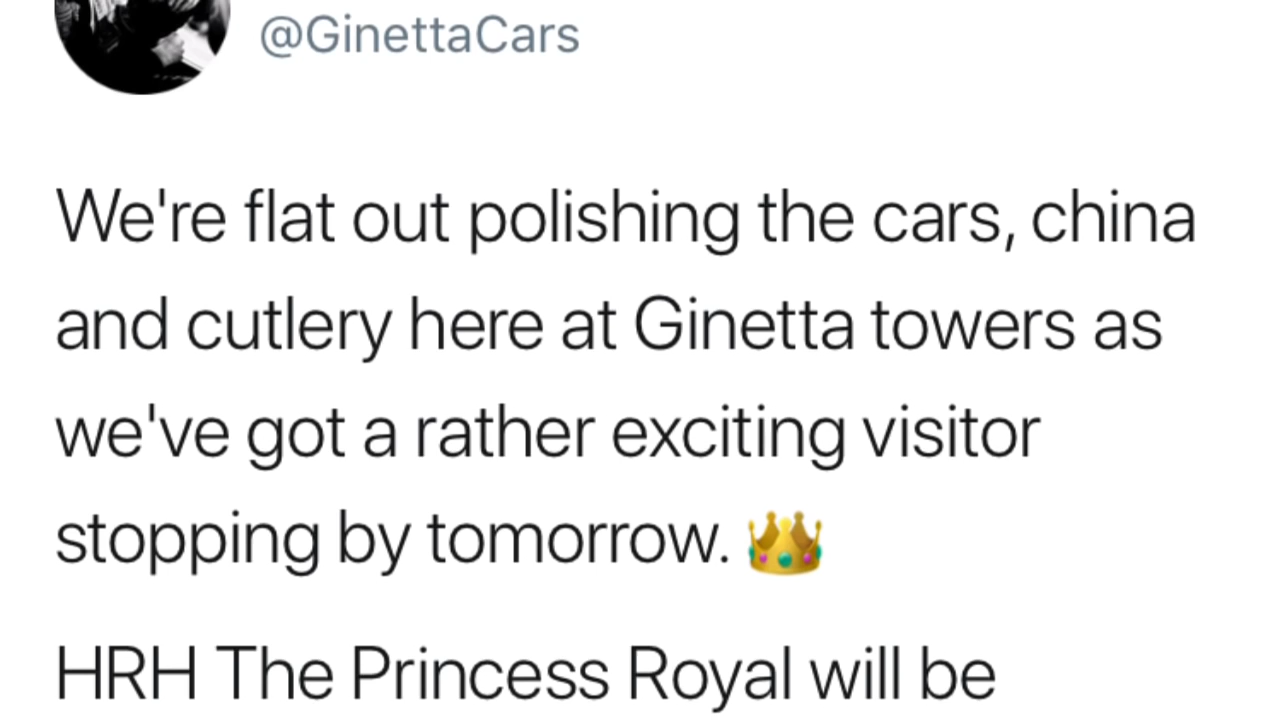 @GinettaCars
We're flat out polishing the cars, china
and cutlery here at Ginetta towers as
we've got a rather exciting visitor
stopping by tomorrow. 👑
HRH The Princess Royal will be